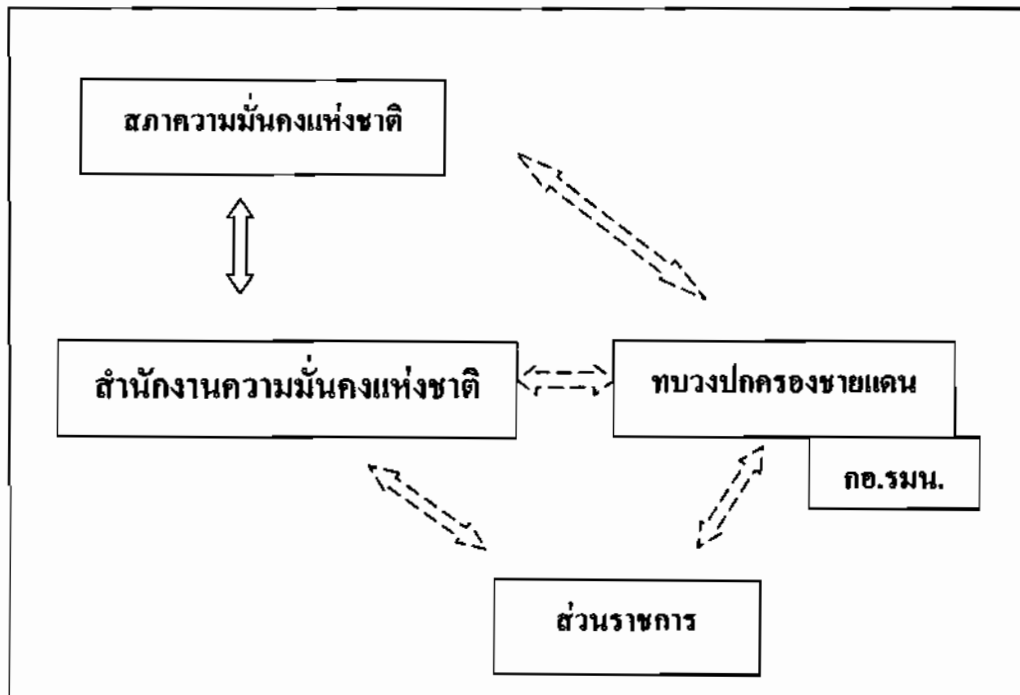 สภาความมั่นคงแห่งชาติ
สำนักงานความมั่นคงแห่งชาติ
ทบวงปกครองชายแดน
กอ.รมน.
ส่วนราชการ